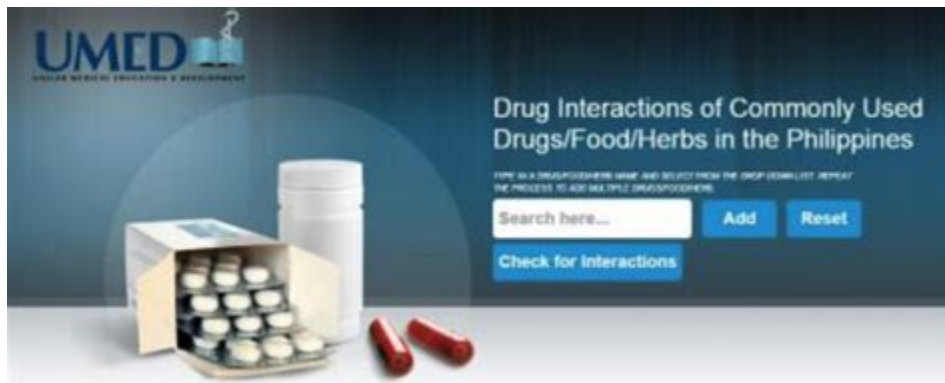 UMED
UNILAB MEDICAL EDUCATION & DEVELOPMENT
Drug Interactions of Commonly Used
Drugs/Food/Herbs in the Philippines
TYPE IN A DRUG/FOOD/HERB NAME AND SELECT FROM THE DROP DOWN LIST. REPEAT
THE PROCESS TO ADD MULTIPLE DRUGS/FOOD/HERB.
Search here...
Add
Reset
Check for Interactions